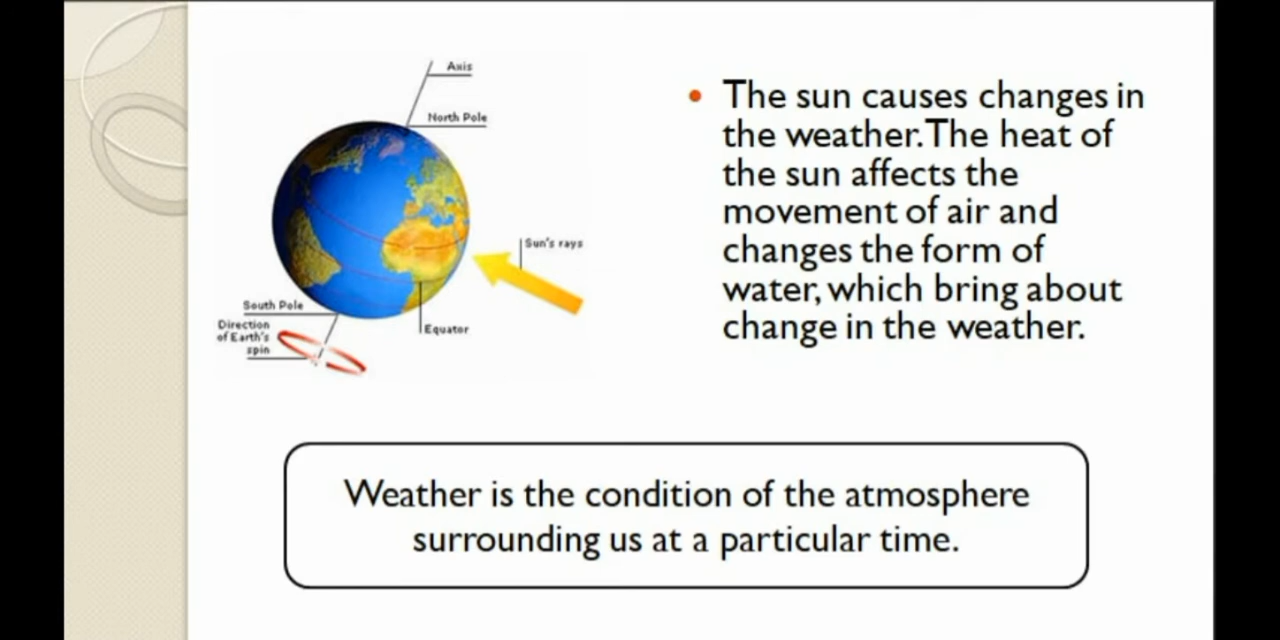 Axis
North Pole
Sun's rays
South Pole
Direction
of Earth's
spin
Equator
• The sun causes changes in
the weather. The heat of
the sun affects the
movement of air and
changes the form of
water, which bring about
change in the weather.
Weather is the condition of the atmosphere
surrounding us at a particular time.